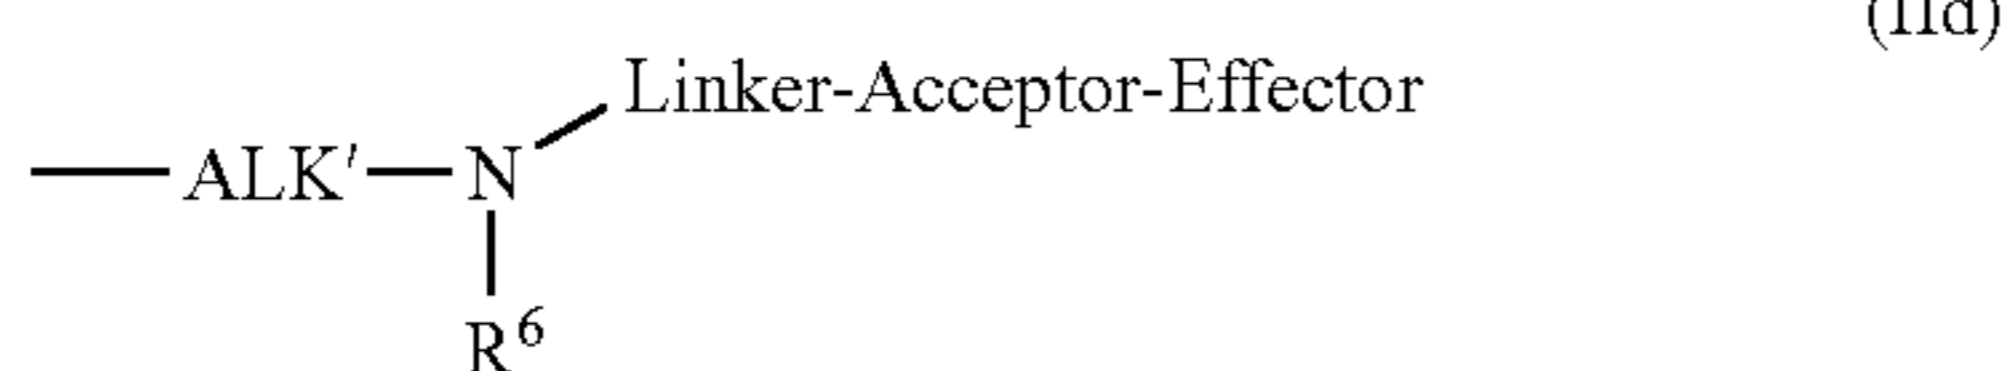 (IId)
Linker-Acceptor-Effector
ALK′—N
R⁶